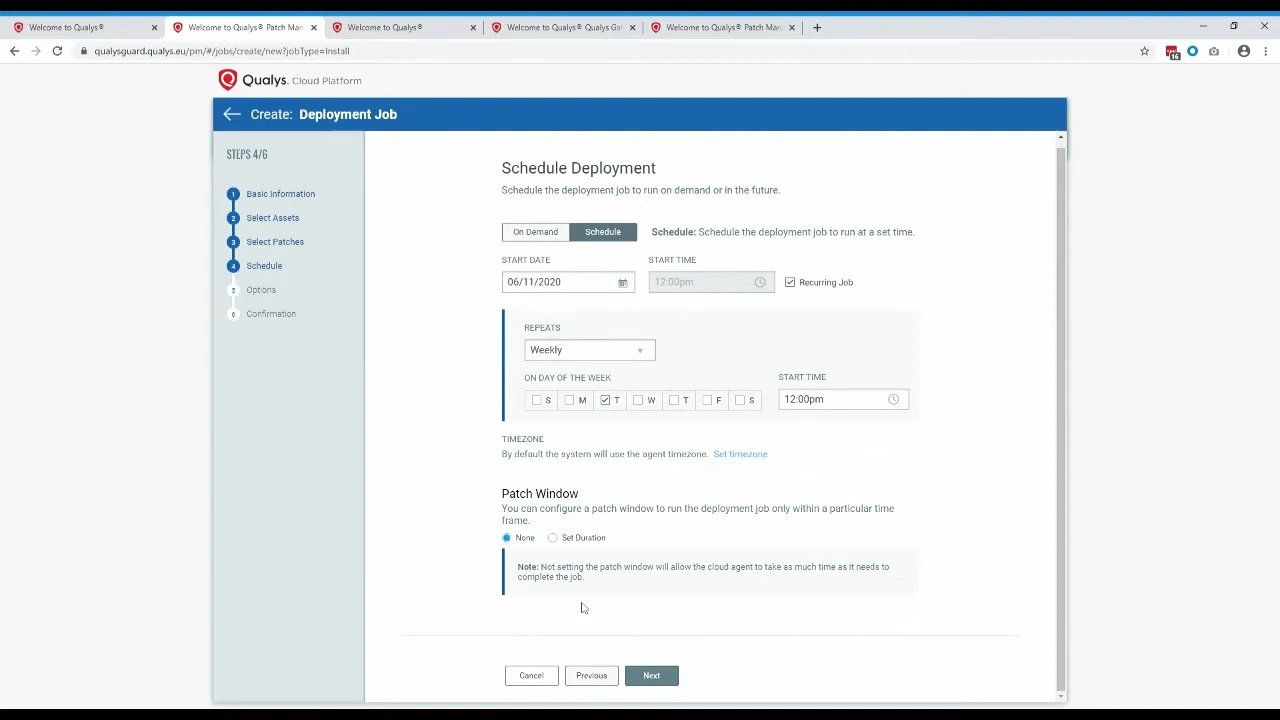 Welcome to Qualys®
Welcome to Qualys® Patch Man
Welcome to Qualys®
Welcome to Qualys® Qualys Gat
Welcome to Qualys® Patch Man
qualysguard.qualys.eu/pm/#/jobs/create/new?jobType=Install
Qualys. Cloud Platform
Create: Deployment Job
STEPS 4/6
1 Basic Information
2 Select Assets
3 Select Patches
4 Schedule
5 Options
6 Confirmation
Schedule Deployment
Schedule the deployment job to run on demand or in the future.
On Demand Schedule Schedule: Schedule the deployment job to run at a set time.
START DATE START TIME
06/11/2020 12:00pm Recurring Job
REPEATS
Weekly
ON DAY OF THE WEEK START TIME
S M T W T F S 12:00pm
TIMEZONE
By default the system will use the agent timezone. Set timezone
Patch Window
You can configure a patch window to run the deployment job only within a particular time
frame.
None Set Duration
Note: Not setting the patch window will allow the cloud agent to take as much time as it needs to
complete the job.
Cancel Previous Next